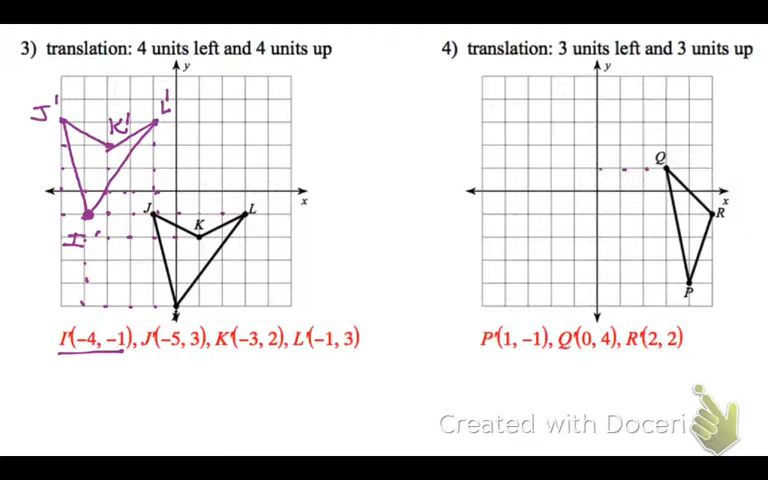 3) translation: 4 units left and 4 units up
y
J'
K'
L'
x
J
K
L
I'
I'(−4, −1), J'(−5, 3), K'(−3, 2), L'(−1, 3)
4) translation: 3 units left and 3 units up
y
Q
x
R
P
P'(1, −1), Q'(0, 4), R'(2, 2)
Created with Doceri